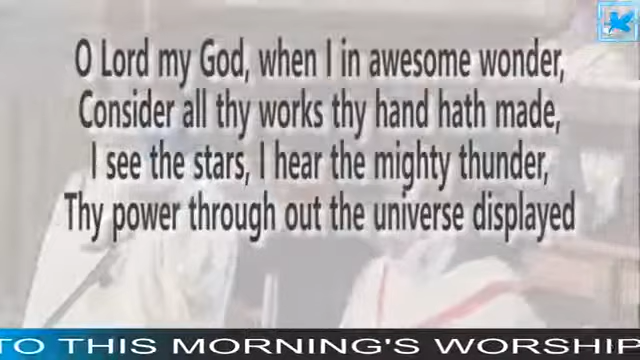 O Lord my God, when I in awesome wonder,
Consider all thy works thy hand hath made,
I see the stars, I hear the mighty thunder,
Thy power through out the universe displayed
TO THIS MORNING'S WORSHIP